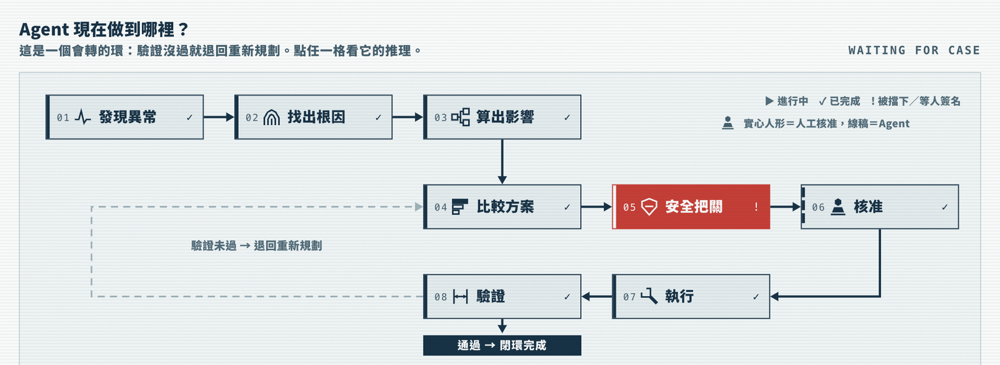 Agent 現在做到哪裡？
這是一個會轉的環：驗證沒過就退回重新規劃。點任一格看它的推理。
WAITING FOR CASE
▶ 進行中 ✓ 已完成 ! 被擋下／等人簽名
實心人形＝人工核准，線稿＝Agent
01 發現異常 ✓
02 找出根因 ✓
03 算出影響 ✓
04 比較方案 ✓
05 安全把關 !
06 核准 ✓
驗證未過 → 退回重新規劃
08 驗證 ✓
07 執行 ✓
通過 → 閉環完成